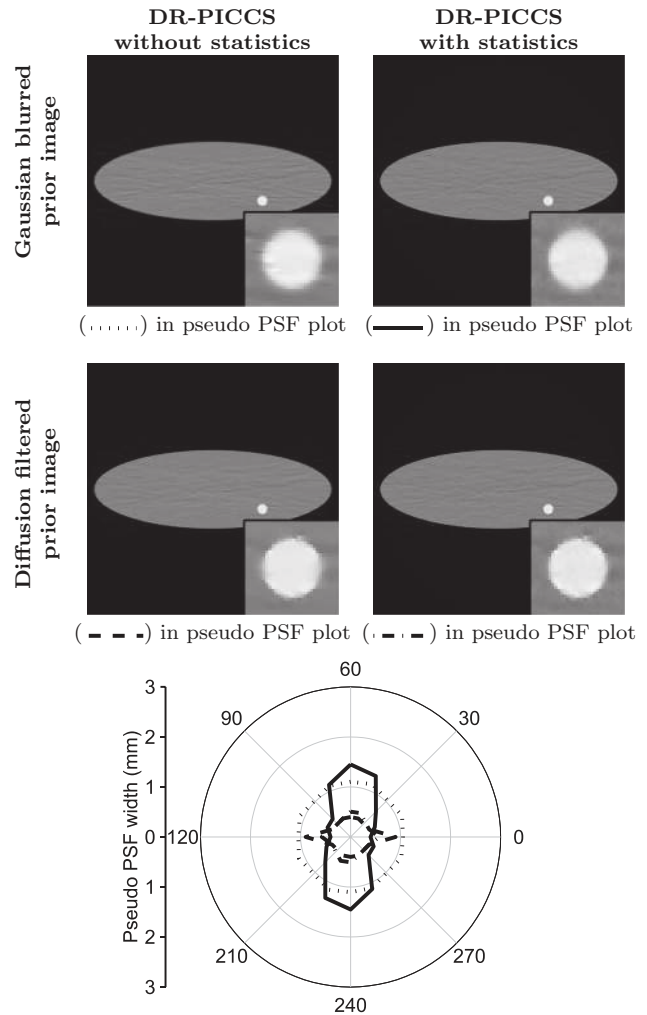 DR-PICCS
without statistics
DR-PICCS
with statistics
Gaussian blurred
prior image
(......) in pseudo PSF plot
(——) in pseudo PSF plot
Diffusion filtered
prior image
(- - -) in pseudo PSF plot
(· - · -) in pseudo PSF plot
Pseudo PSF width (mm)
3
2
1
0
1
2
3
60
90
30
120
0
210
270
240